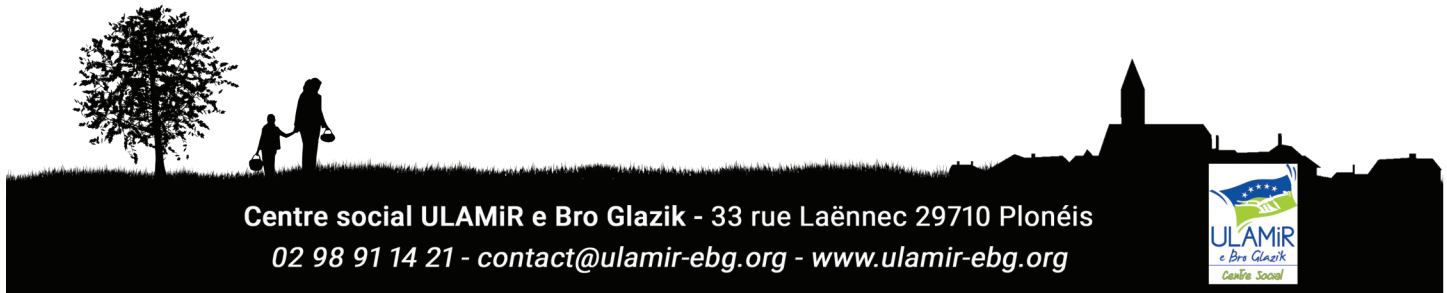 Centre social ULAMiR e Bro Glazik - 33 rue Laënnec 29710 Plonéis
02 98 91 14 21 - contact@ulamir-ebg.org - www.ulamir-ebg.org
ULAMiR
e Bro Glazik
Centre Social